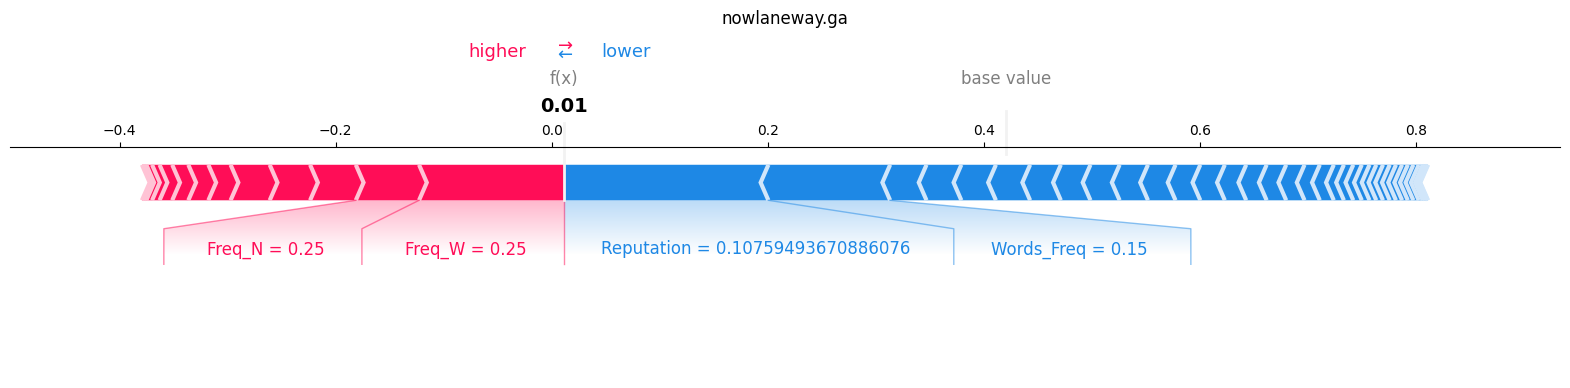 nowlaneway.ga
higher ⇄ lower
f(x) base value
0.01
−0.4 −0.2 0.0 0.2 0.4 0.6 0.8
Freq_N = 0.25 Freq_W = 0.25 Reputation = 0.10759493670886076 Words_Freq = 0.15